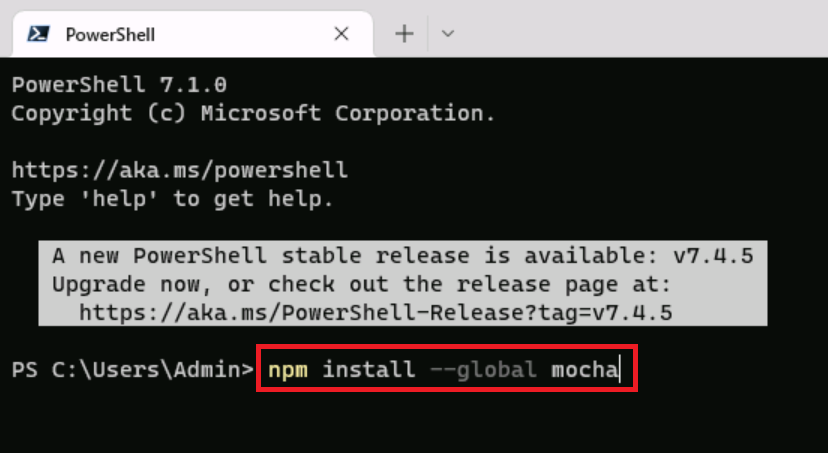 PowerShell
PowerShell 7.1.0
Copyright (c) Microsoft Corporation.
https://aka.ms/powershell
Type 'help' to get help.
A new PowerShell stable release is available: v7.4.5
Upgrade now, or check out the release page at:
https://aka.ms/PowerShell-Release?tag=v7.4.5
PS C:\Users\Admin> npm install --global mocha